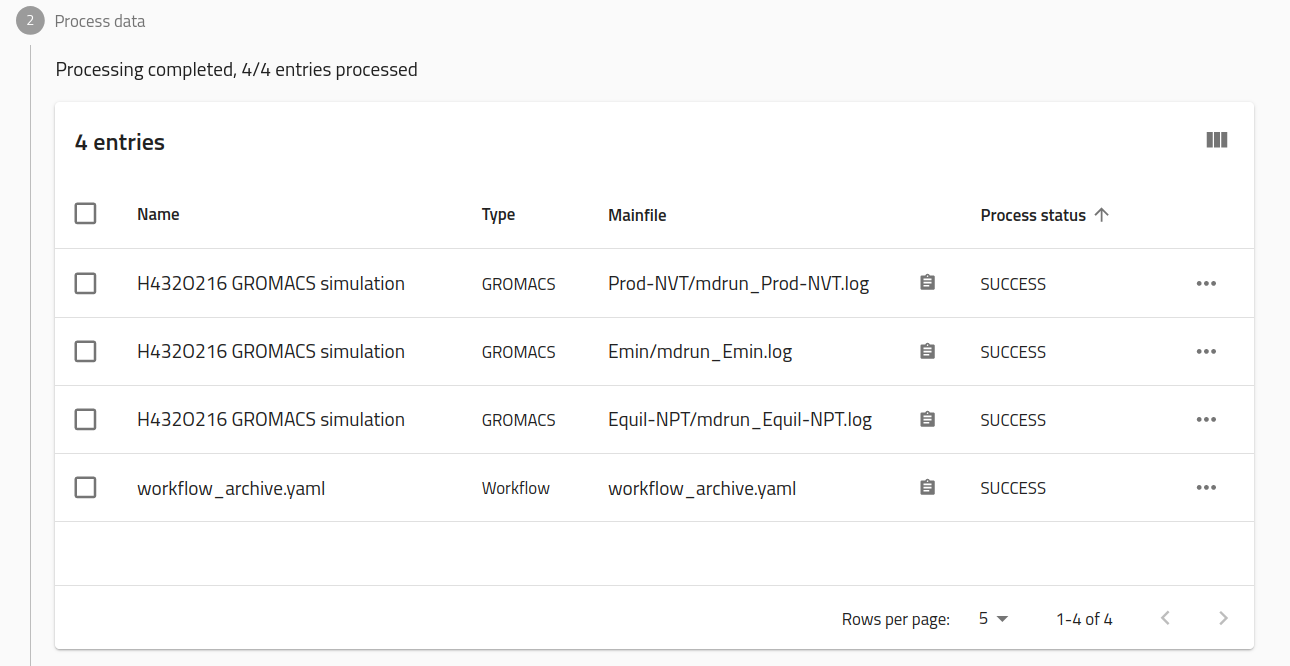 2 Process data
Processing completed, 4/4 entries processed
4 entries
Name Type Mainfile Process status
H432O216 GROMACS simulation GROMACS Prod-NVT/mdrun_Prod-NVT.log SUCCESS
H432O216 GROMACS simulation GROMACS Emin/mdrun_Emin.log SUCCESS
H432O216 GROMACS simulation GROMACS Equil-NPT/mdrun_Equil-NPT.log SUCCESS
workflow_archive.yaml Workflow workflow_archive.yaml SUCCESS
Rows per page: 5 1-4 of 4